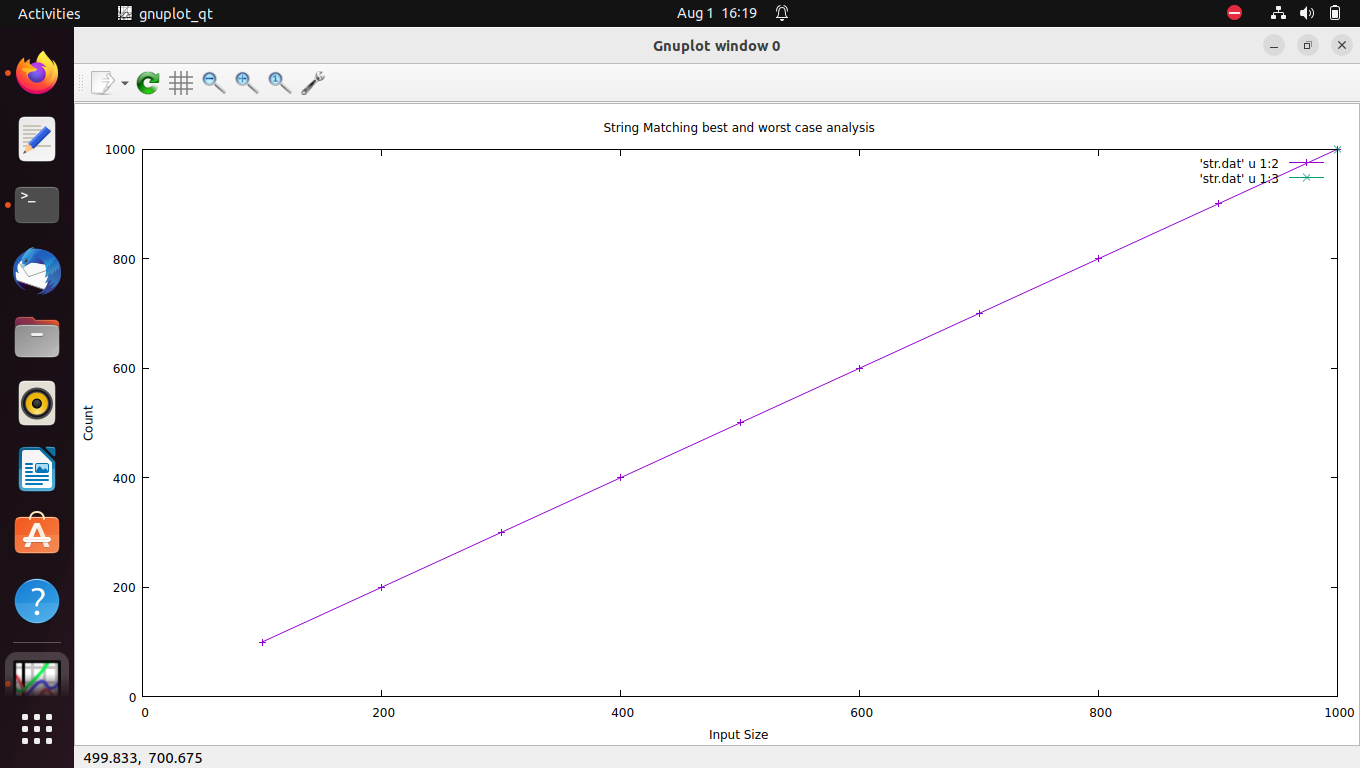 Activities gnuplot_qt Aug 1 16:19
Gnuplot window 0
1
String Matching best and worst case analysis
'str.dat' u 1:2
'str.dat' u 1:3
1000
800
600
400
200
0
Count
0 200 400 600 800 1000
Input Size
499.833, 700.675
>_
A
?